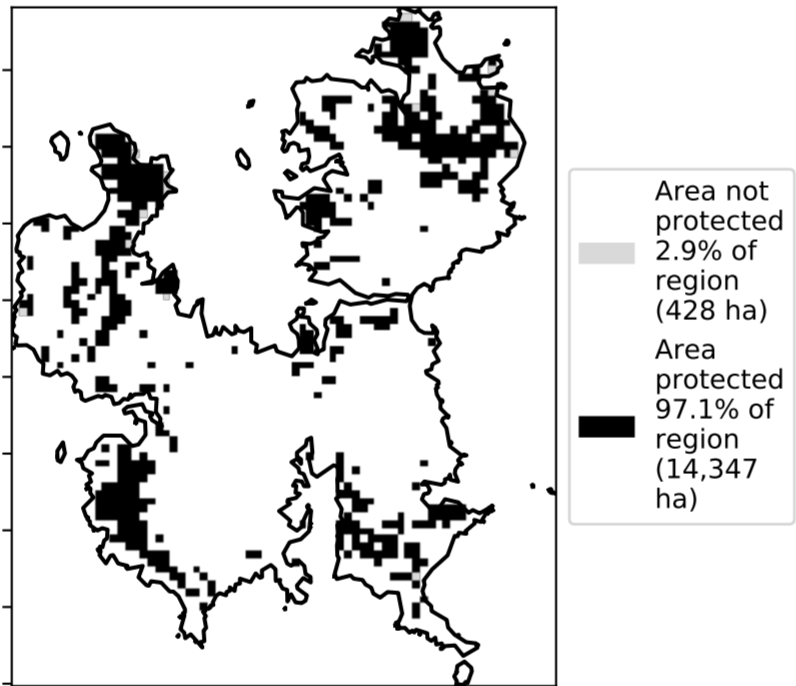 Area not
protected
2.9% of
region
(428 ha)
Area
protected
97.1% of
region
(14,347
ha)